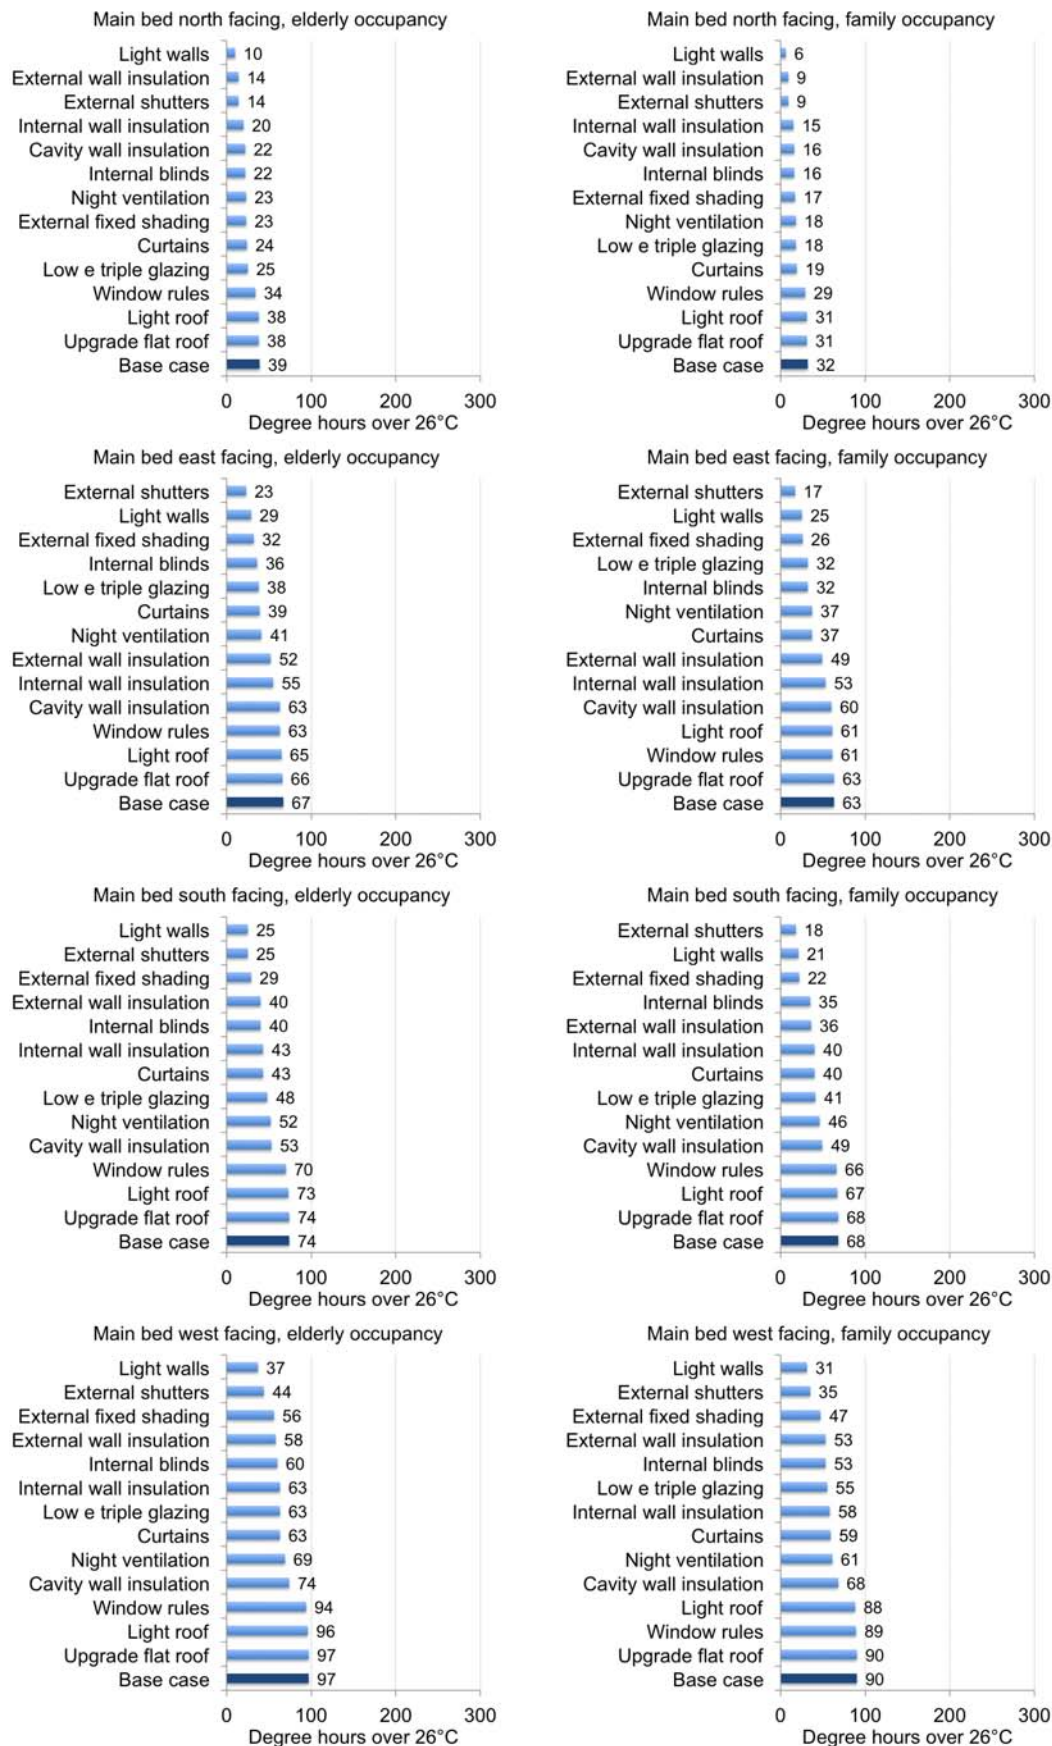 Main bed north facing, elderly occupancy
Light walls 10
External wall insulation 14
External shutters 14
Internal wall insulation 20
Cavity wall insulation 22
Internal blinds 22
Night ventilation 23
External fixed shading 23
Curtains 24
Low e triple glazing 25
Window rules 34
Light roof 38
Upgrade flat roof 38
Base case 39
0 100 200 300
Degree hours over 26°C
Main bed north facing, family occupancy
Light walls 6
External wall insulation 9
External shutters 9
Internal wall insulation 15
Cavity wall insulation 16
Internal blinds 16
External fixed shading 17
Night ventilation 18
Low e triple glazing 18
Curtains 19
Window rules 29
Light roof 31
Upgrade flat roof 31
Base case 32
0 100 200 300
Degree hours over 26°C
Main bed east facing, elderly occupancy
External shutters 23
Light walls 29
External fixed shading 32
Internal blinds 36
Low e triple glazing 38
Curtains 39
Night ventilation 41
External wall insulation 52
Internal wall insulation 55
Cavity wall insulation 63
Window rules 63
Light roof 65
Upgrade flat roof 66
Base case 67
0 100 200 300
Degree hours over 26°C
Main bed east facing, family occupancy
External shutters 17
Light walls 25
External fixed shading 26
Low e triple glazing 32
Internal blinds 32
Night ventilation 37
Curtains 37
External wall insulation 49
Internal wall insulation 53
Cavity wall insulation 60
Light roof 61
Window rules 61
Upgrade flat roof 63
Base case 63
0 100 200 300
Degree hours over 26°C
Main bed south facing, elderly occupancy
Light walls 25
External shutters 25
External fixed shading 29
External wall insulation 40
Internal blinds 40
Internal wall insulation 43
Curtains 43
Low e triple glazing 48
Night ventilation 52
Cavity wall insulation 53
Window rules 70
Light roof 73
Upgrade flat roof 74
Base case 74
0 100 200 300
Degree hours over 26°C
Main bed south facing, family occupancy
External shutters 18
Light walls 21
External fixed shading 22
Internal blinds 35
External wall insulation 36
Internal wall insulation 40
Curtains 40
Low e triple glazing 41
Night ventilation 46
Cavity wall insulation 49
Window rules 66
Light roof 67
Upgrade flat roof 68
Base case 68
0 100 200 300
Degree hours over 26°C
Main bed west facing, elderly occupancy
Light walls 37
External shutters 44
External fixed shading 56
External wall insulation 58
Internal blinds 60
Internal wall insulation 63
Low e triple glazing 63
Curtains 63
Night ventilation 69
Cavity wall insulation 74
Window rules 94
Light roof 96
Upgrade flat roof 97
Base case 97
0 100 200 300
Degree hours over 26°C
Main bed west facing, family occupancy
Light walls 31
External shutters 35
External fixed shading 47
External wall insulation 53
Internal blinds 53
Low e triple glazing 55
Internal wall insulation 58
Curtains 59
Night ventilation 61
Cavity wall insulation 68
Light roof 88
Window rules 89
Upgrade flat roof 90
Base case 90
0 100 200 300
Degree hours over 26°C